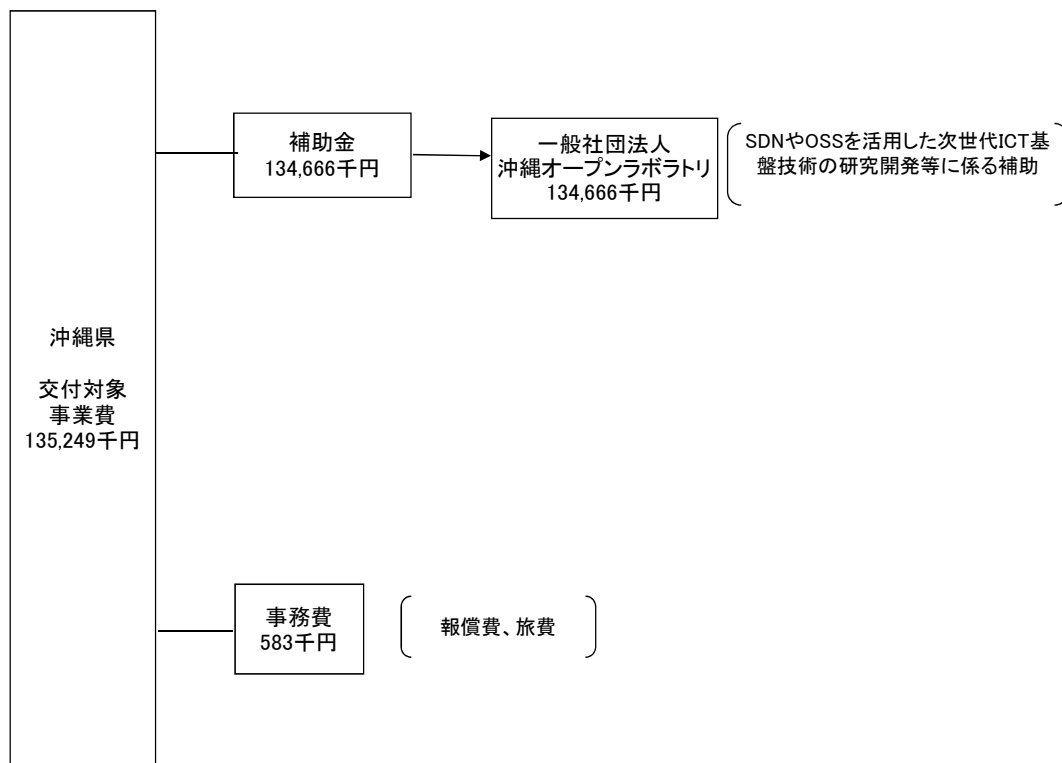 沖縄県
交付対象
事業費
135,249千円
補助金
134,666千円
一般社団法人
沖縄オープンラボラトリ
134,666千円
SDNやOSSを活用した次世代ICT基
盤技術の研究開発等に係る補助
事務費
583千円
報償費、旅費